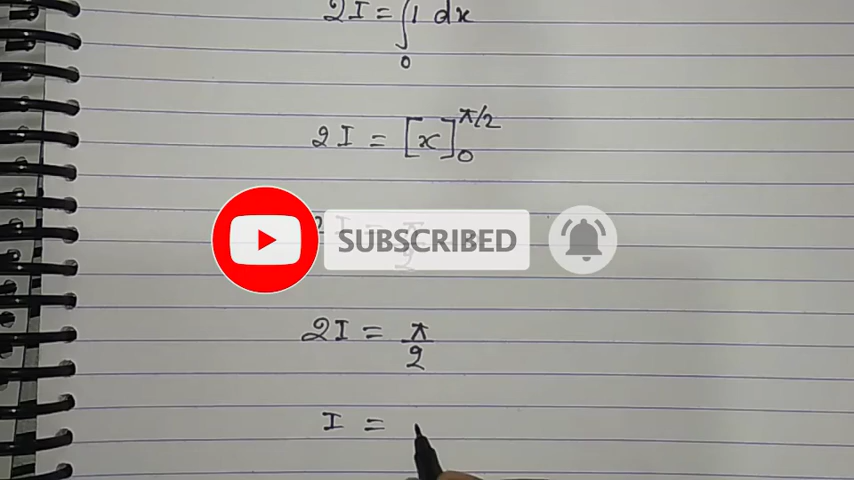 2I = ∫₀ 1 dx
2I = [x]₀^π/2
SUBSCRIBED
2I = π/2
I =